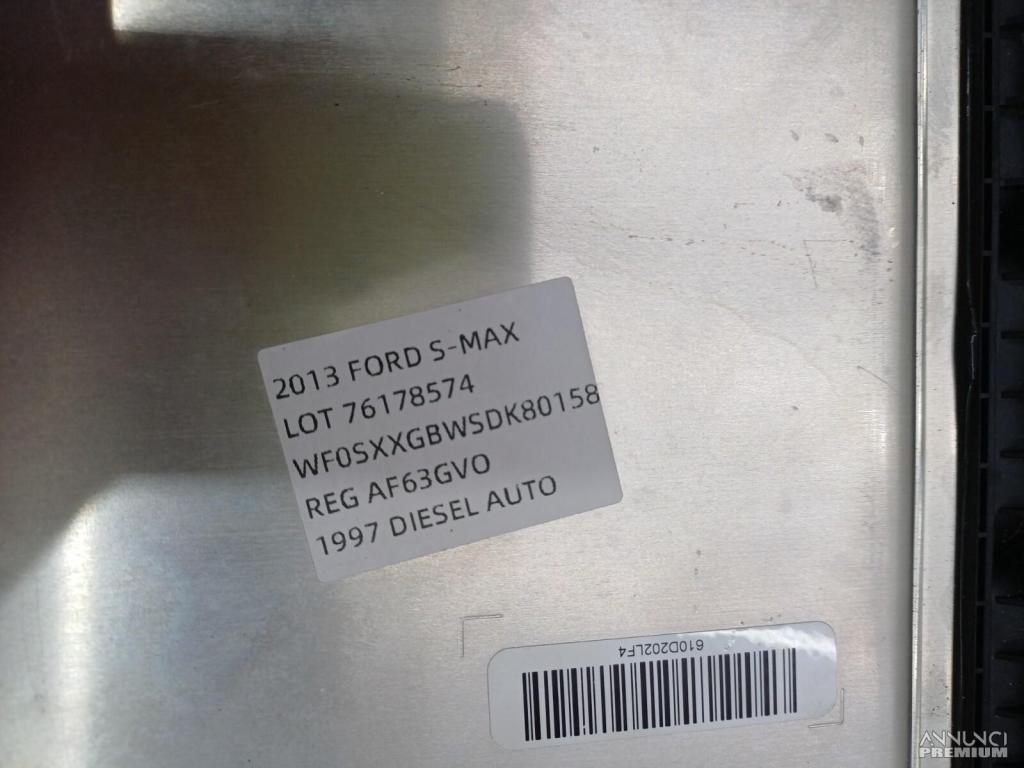 2013 FORD S-MAX
LOT 76178574
WF0SXXGBWSDK80158
REG AF63GVO
1997 DIESEL AUTO
610D202LF4
ANNUNCI
PREMIUM